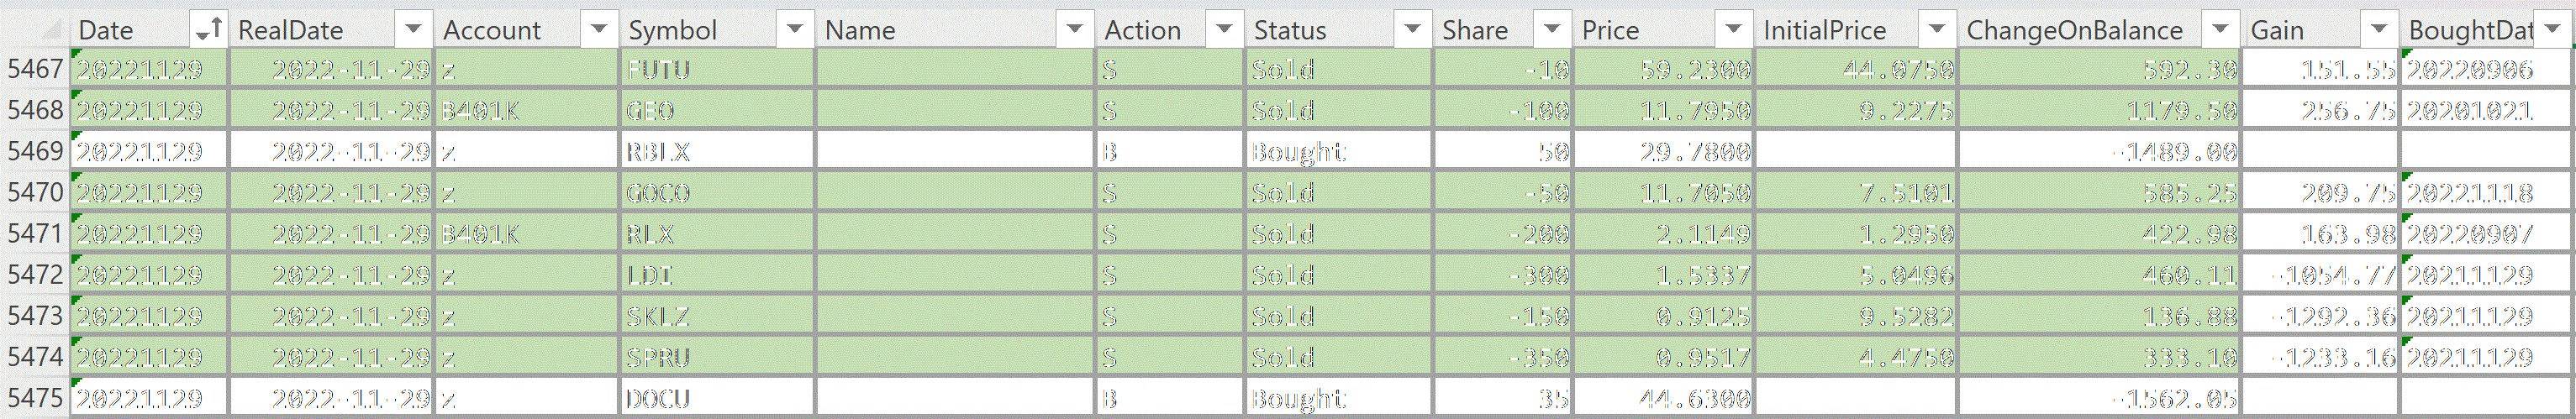 Date RealDate Account Symbol Name Action Status Share Price InitialPrice ChangeOnBalance Gain BoughtDat
5467 20221129 2022-11-29 z FUTU S Sold -10 59.2300 44.0750 592.30 151.55 20220906
5468 20221129 2022-11-29 B401K GEO S Sold -100 11.7950 9.2275 1179.50 256.75 20201021
5469 20221129 2022-11-29 z RBLX B Bought 50 29.7800 -1489.00
5470 20221129 2022-11-29 z GOCO S Sold -50 11.7050 7.5101 585.25 209.75 20221118
5471 20221129 2022-11-29 B401K RLX S Sold -200 2.1149 1.2950 422.98 163.98 20220907
5472 20221129 2022-11-29 z LDI S Sold -300 1.5337 5.0496 460.11 -1054.77 20211129
5473 20221129 2022-11-29 z SKLZ S Sold -150 0.9125 9.5282 136.88 -1292.36 20211129
5474 20221129 2022-11-29 z SPRU S Sold -350 0.9517 4.4750 333.10 -1233.16 20211129
5475 20221129 2022-11-29 z DOCU B Bought 35 44.6300 -1562.05